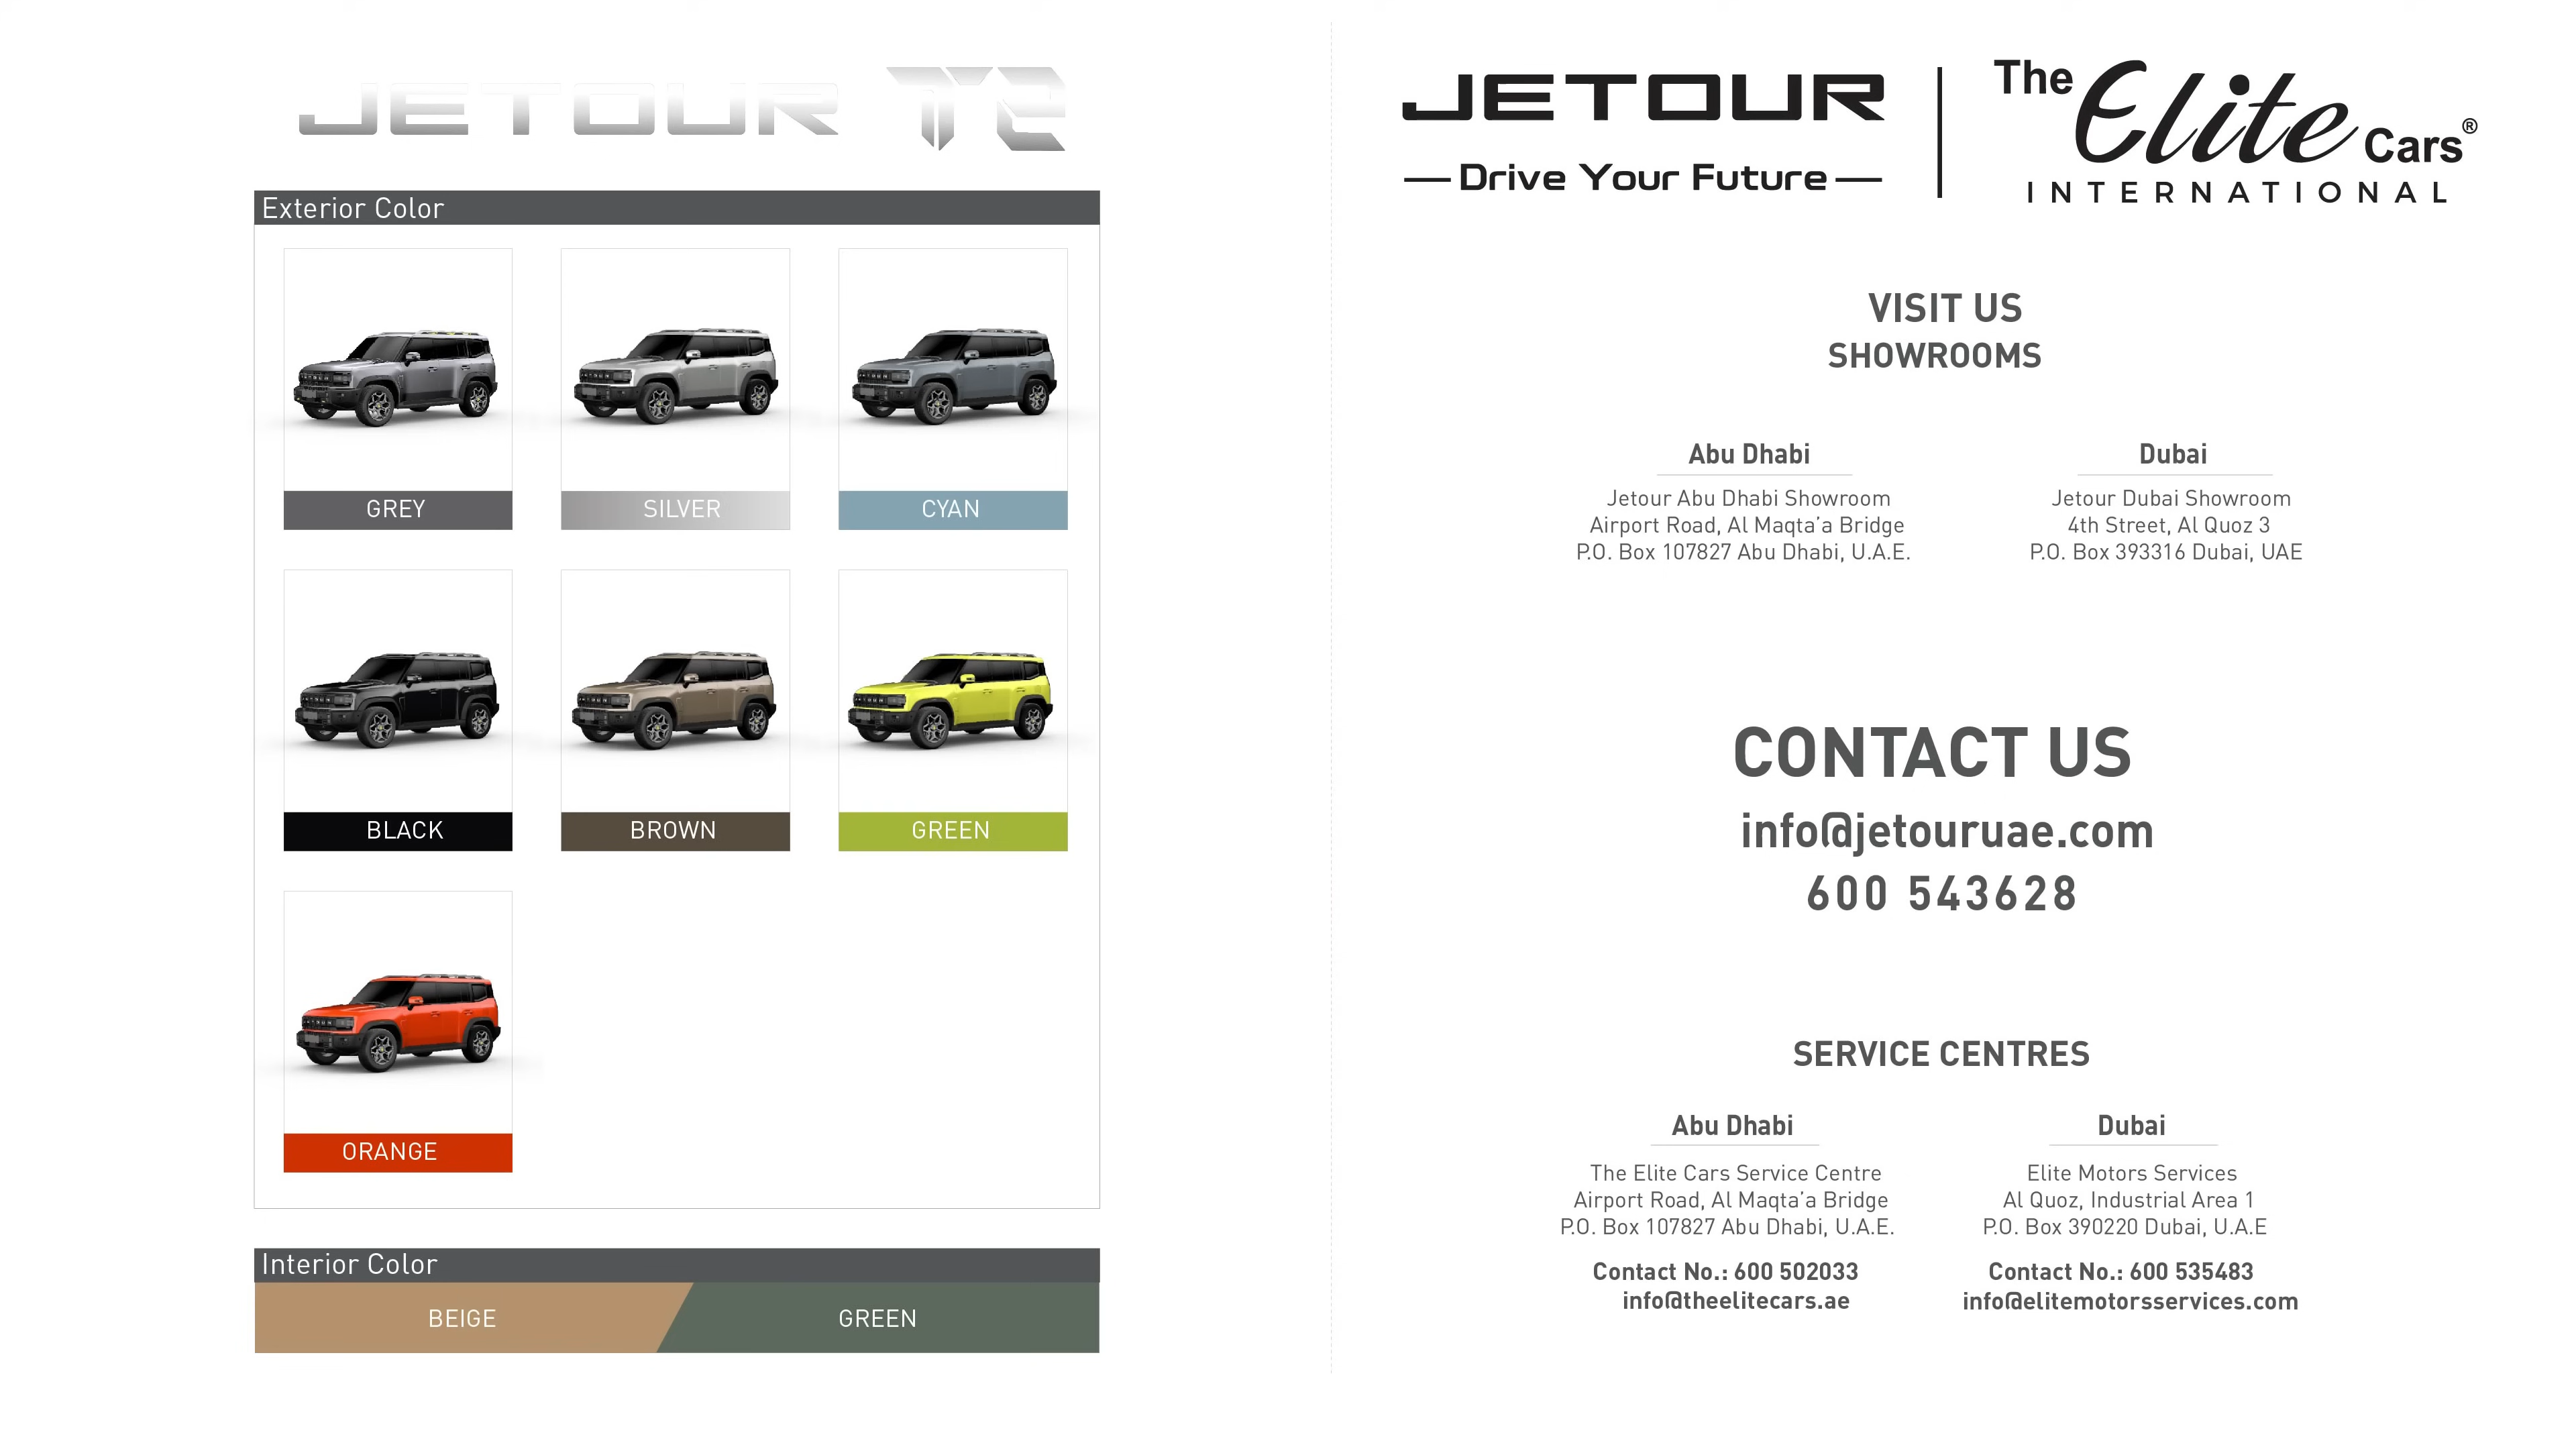 JETOUR T2
Exterior Color
GREY
SILVER
CYAN
BLACK
BROWN
GREEN
ORANGE
Interior Color
BEIGE
GREEN
JETOUR
Drive Your Future
The Elite Cars®
INTERNATIONAL
VISIT US
SHOWROOMS
Abu Dhabi
Jetour Abu Dhabi Showroom
Airport Road, Al Maqta’a Bridge
P.O. Box 107827 Abu Dhabi, U.A.E.
Dubai
Jetour Dubai Showroom
4th Street, Al Quoz 3
P.O. Box 393316 Dubai, UAE
CONTACT US
info@jetouruae.com
600 543628
SERVICE CENTRES
Abu Dhabi
The Elite Cars Service Centre
Airport Road, Al Maqta’a Bridge
P.O. Box 107827 Abu Dhabi, U.A.E.
Contact No.: 600 502033
info@theelitecars.ae
Dubai
Elite Motors Services
Al Quoz, Industrial Area 1
P.O. Box 390220 Dubai, U.A.E
Contact No.: 600 535483
info@elitemotorsservices.com